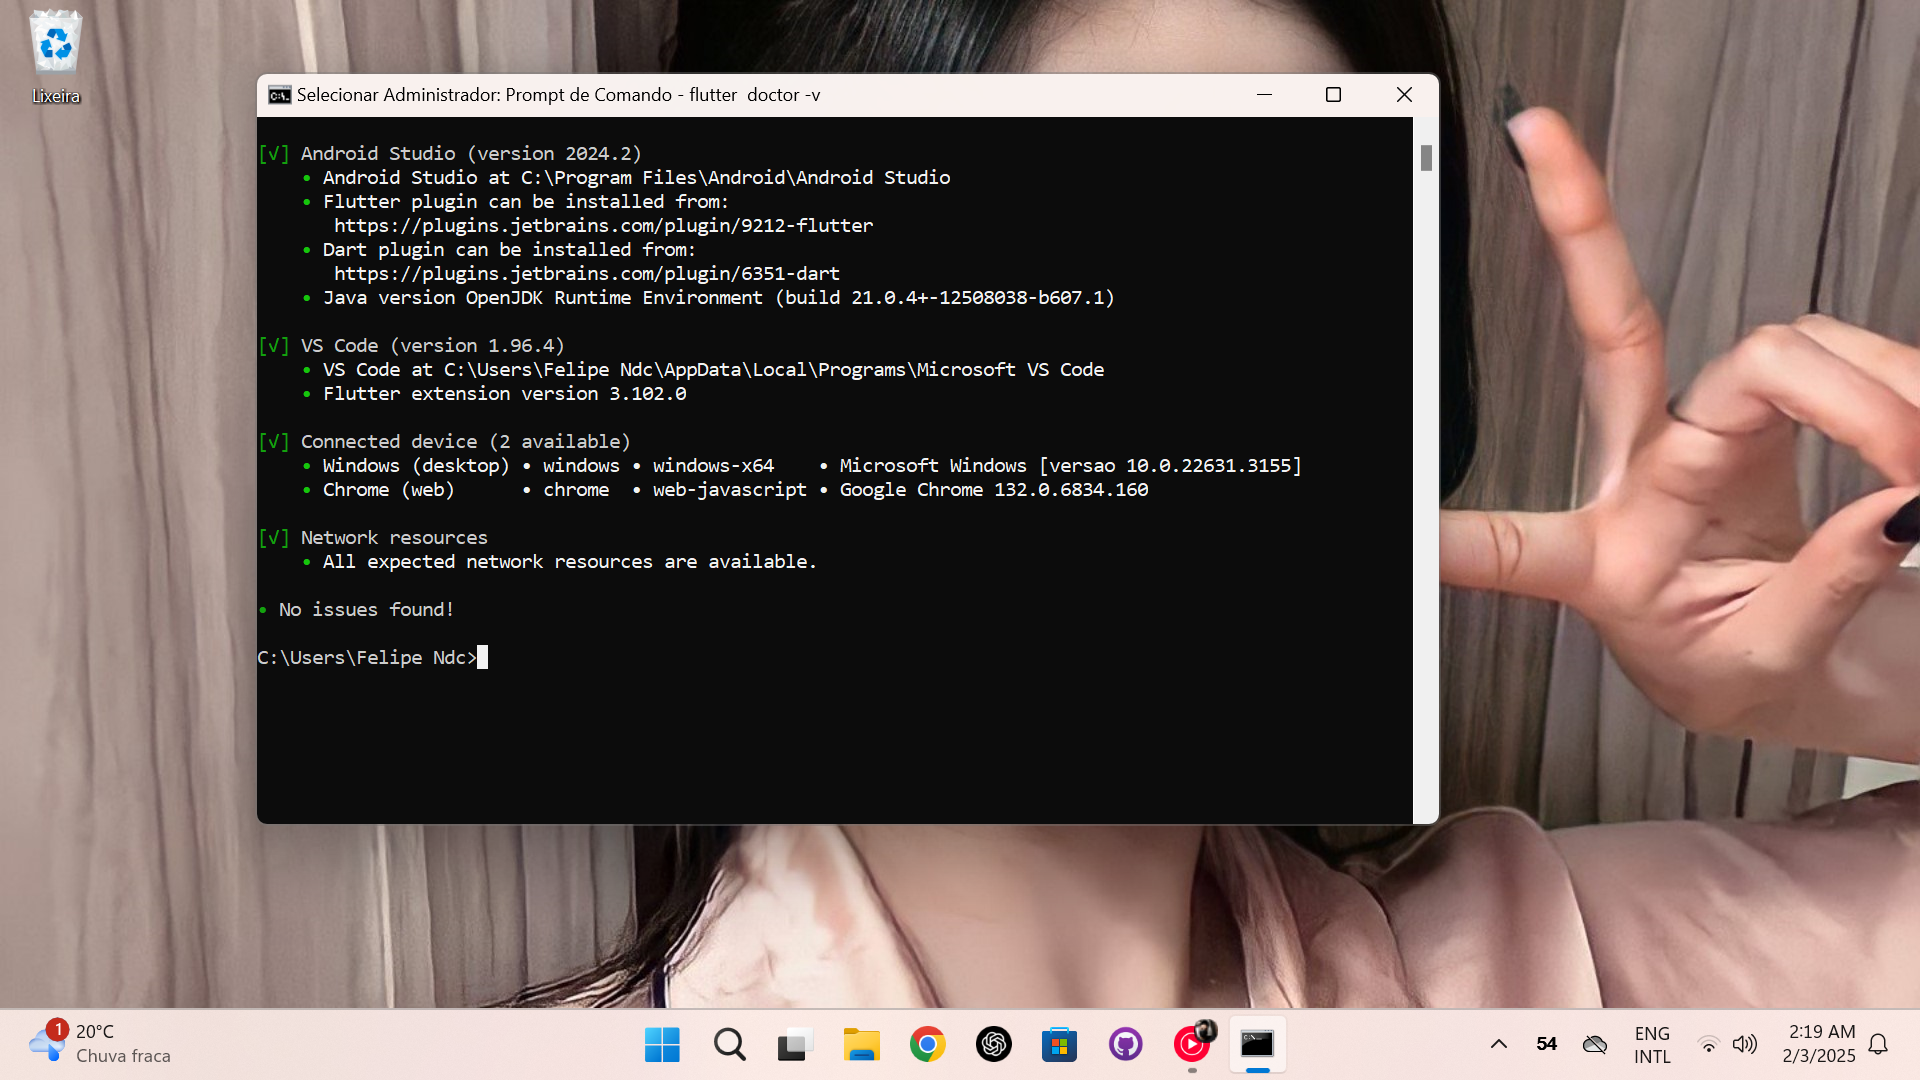 Lixeira
Selecionar Administrador: Prompt de Comando - flutter  doctor -v
[√] Android Studio (version 2024.2)
• Android Studio at C:\Program Files\Android\Android Studio
• Flutter plugin can be installed from:
https://plugins.jetbrains.com/plugin/9212-flutter
• Dart plugin can be installed from:
https://plugins.jetbrains.com/plugin/6351-dart
• Java version OpenJDK Runtime Environment (build 21.0.4+-12508038-b607.1)
[√] VS Code (version 1.96.4)
• VS Code at C:\Users\Felipe Ndc\AppData\Local\Programs\Microsoft VS Code
• Flutter extension version 3.102.0
[√] Connected device (2 available)
• Windows (desktop) • windows • windows-x64    • Microsoft Windows [versao 10.0.22631.3155]
• Chrome (web)      • chrome  • web-javascript • Google Chrome 132.0.6834.160
[√] Network resources
• All expected network resources are available.
• No issues found!
C:\Users\Felipe Ndc>
1
20°C
Chuva fraca
54
ENG
INTL
2:19 AM
2/3/2025